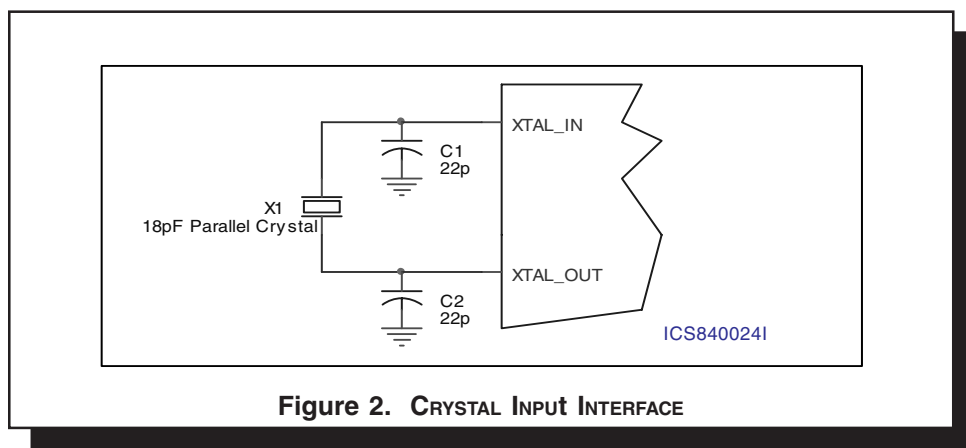 XTAL_IN
C1
22p
X1
18pF Parallel Crystal
XTAL_OUT
C2
22p
ICS840024I
Figure 2. CRYSTAL INPUt INTERFACE